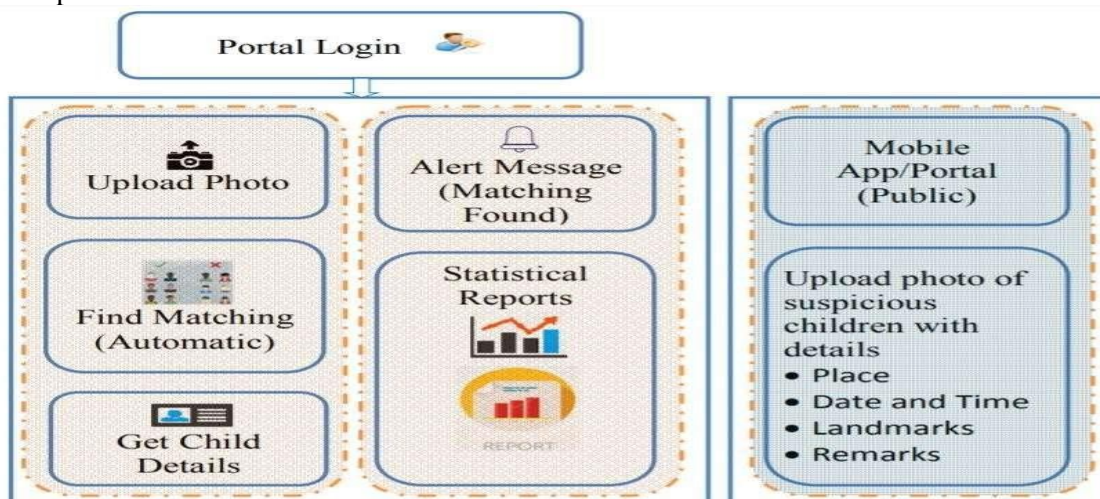 Portal Login
Upload Photo
Find Matching
(Automatic)
Get Child
Details
Alert Message
(Matching
Found)
Statistical
Reports
REPORT
Mobile
App/Portal
(Public)
Upload photo of
suspicious
children with
details
• Place
• Date and Time
• Landmarks
• Remarks